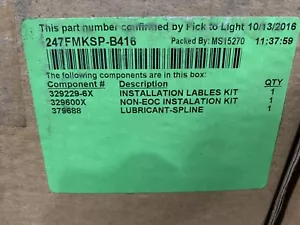 This part number confirmed by Pick to Light 10/13/2016
247FMKSP-B416 Packed By: MSI5270 11:37:59
The following components are in this box:
Component # Description QTY
329229-6X INSTALLATION LABLES KIT 1
329600X NON-EOC INSTALATION KIT 1
379688 LUBRICANT-SPLINE 1